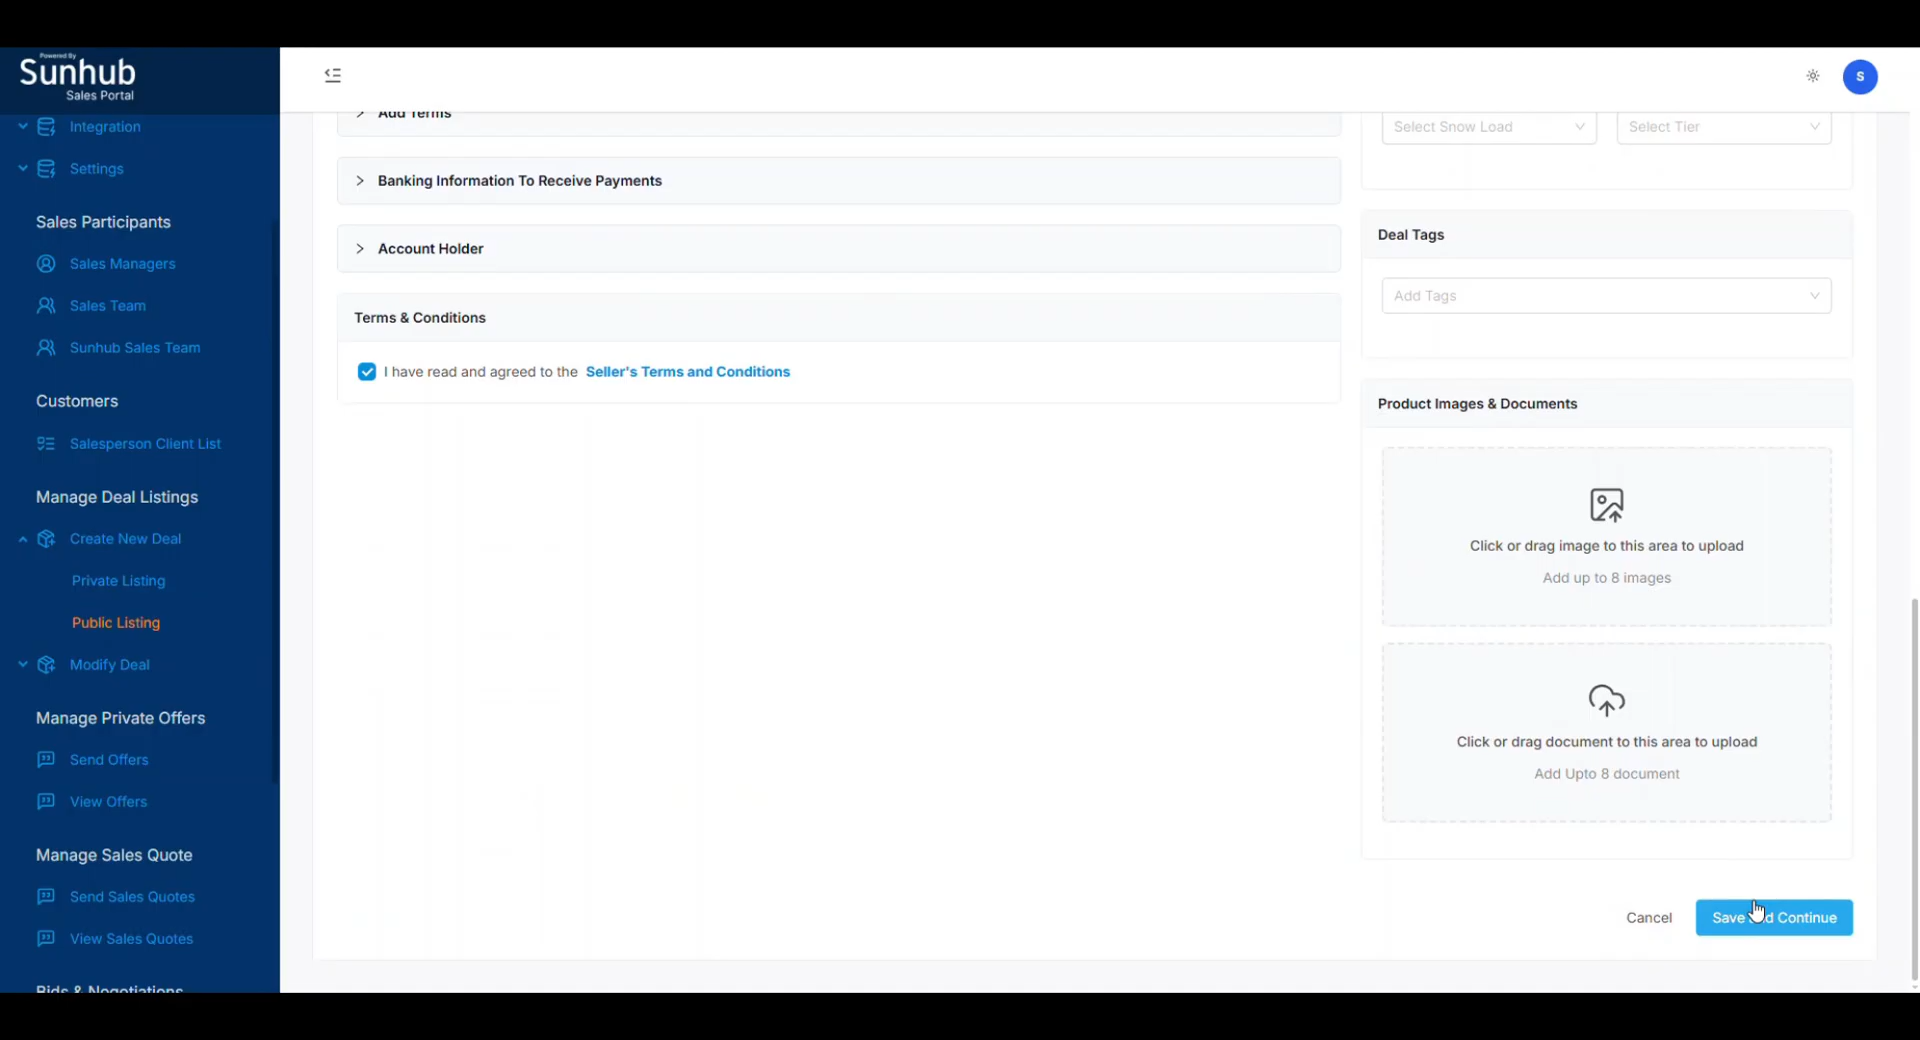 Powered By
Sunhub
Sales Portal
S
Integration
Settings
Sales Participants
Sales Managers
Sales Team
Sunhub Sales Team
Customers
Salesperson Client List
Manage Deal Listings
Create New Deal
Private Listing
Public Listing
Modify Deal
Manage Private Offers
Send Offers
View Offers
Manage Sales Quote
Send Sales Quotes
View Sales Quotes
Bids & Negotiations
Add Terms
Banking Information To Receive Payments
Account Holder
Terms & Conditions
I have read and agreed to the Seller's Terms and Conditions
Select Snow Load
Select Tier
Deal Tags
Add Tags
Product Images & Documents
Click or drag image to this area to upload
Add up to 8 images
Click or drag document to this area to upload
Add Upto 8 document
Cancel
Save and Continue